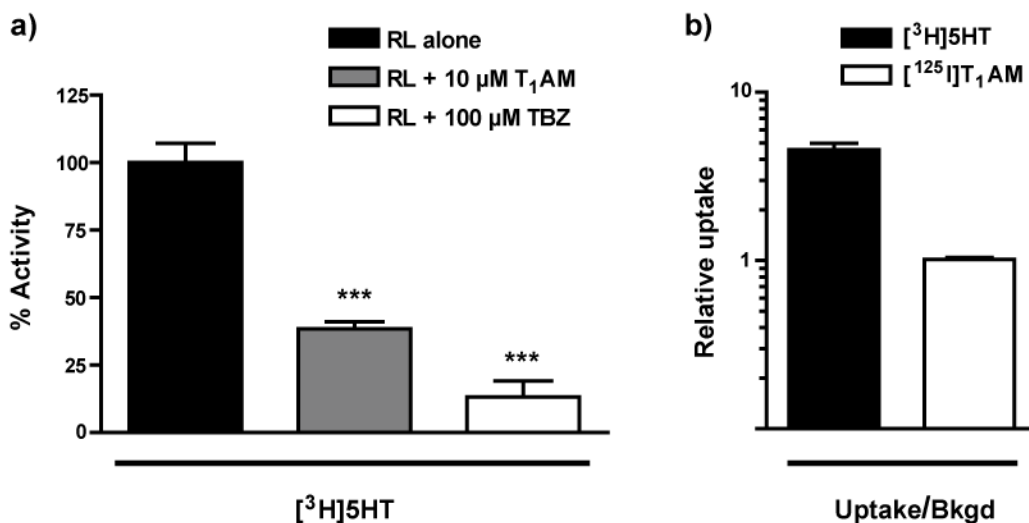 a)
RL alone
RL + 10 µM T₁AM
RL + 100 µM TBZ
% Activity
125
100
75
50
25
0
***
***
[³H]5HT
b)
[³H]5HT
[¹²⁵I]T₁AM
Relative uptake
10
1
Uptake/Bkgd